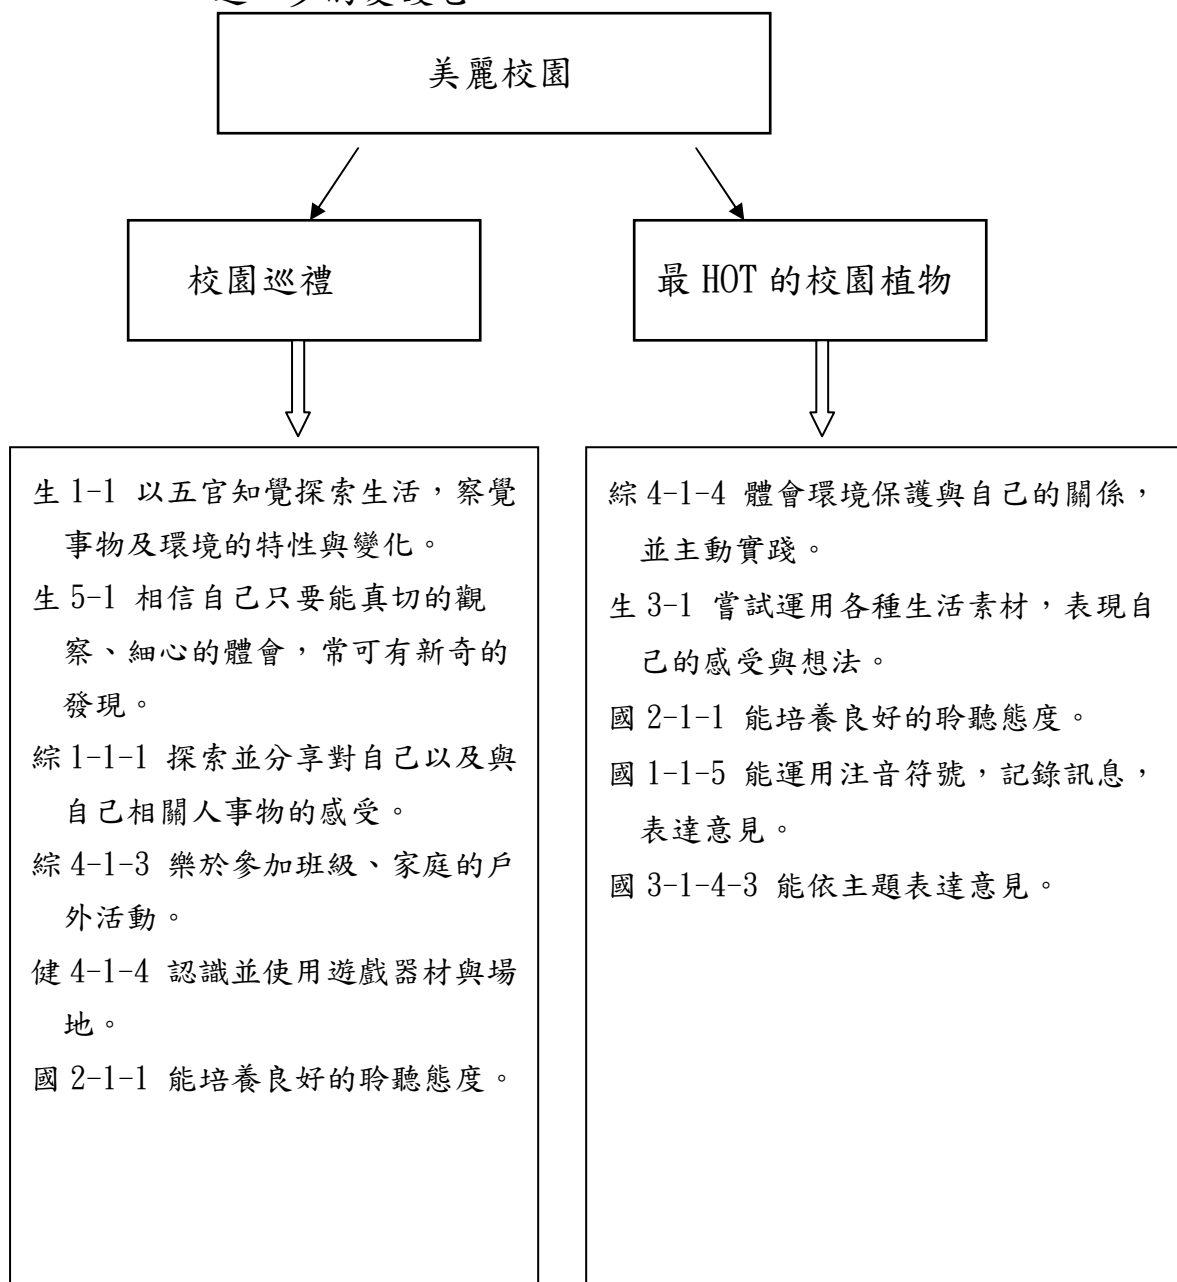 美麗校園
校園巡禮
最 HOT 的校園植物
生 1-1 以五官知覺探索生活，察覺
事物及環境的特性與變化。
生 5-1 相信自己只要能真切的觀
察、細心的體會，常可有新奇的
發現。
綜 1-1-1 探索並分享對自己以及與
自己相關人事物的感受。
綜 4-1-3 樂於參加班級、家庭的戶
外活動。
健 4-1-4 認識並使用遊戲器材與場
地。
國 2-1-1 能培養良好的聆聽態度。
綜 4-1-4 體會環境保護與自己的關係，
並主動實踐。
生 3-1 嘗試運用各種生活素材，表現自
己的感受與想法。
國 2-1-1 能培養良好的聆聽態度。
國 1-1-5 能運用注音符號，記錄訊息，
表達意見。
國 3-1-4-3 能依主題表達意見。